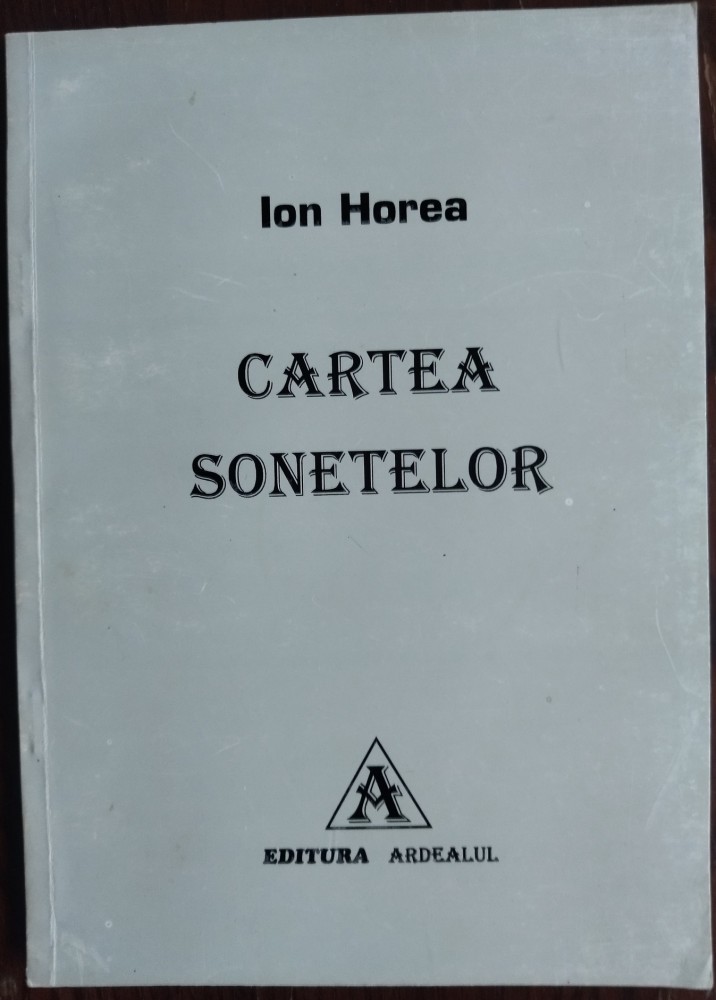 Ion Horea
CARTEA
SONETELOR
A
EDITURA ARDEALUL